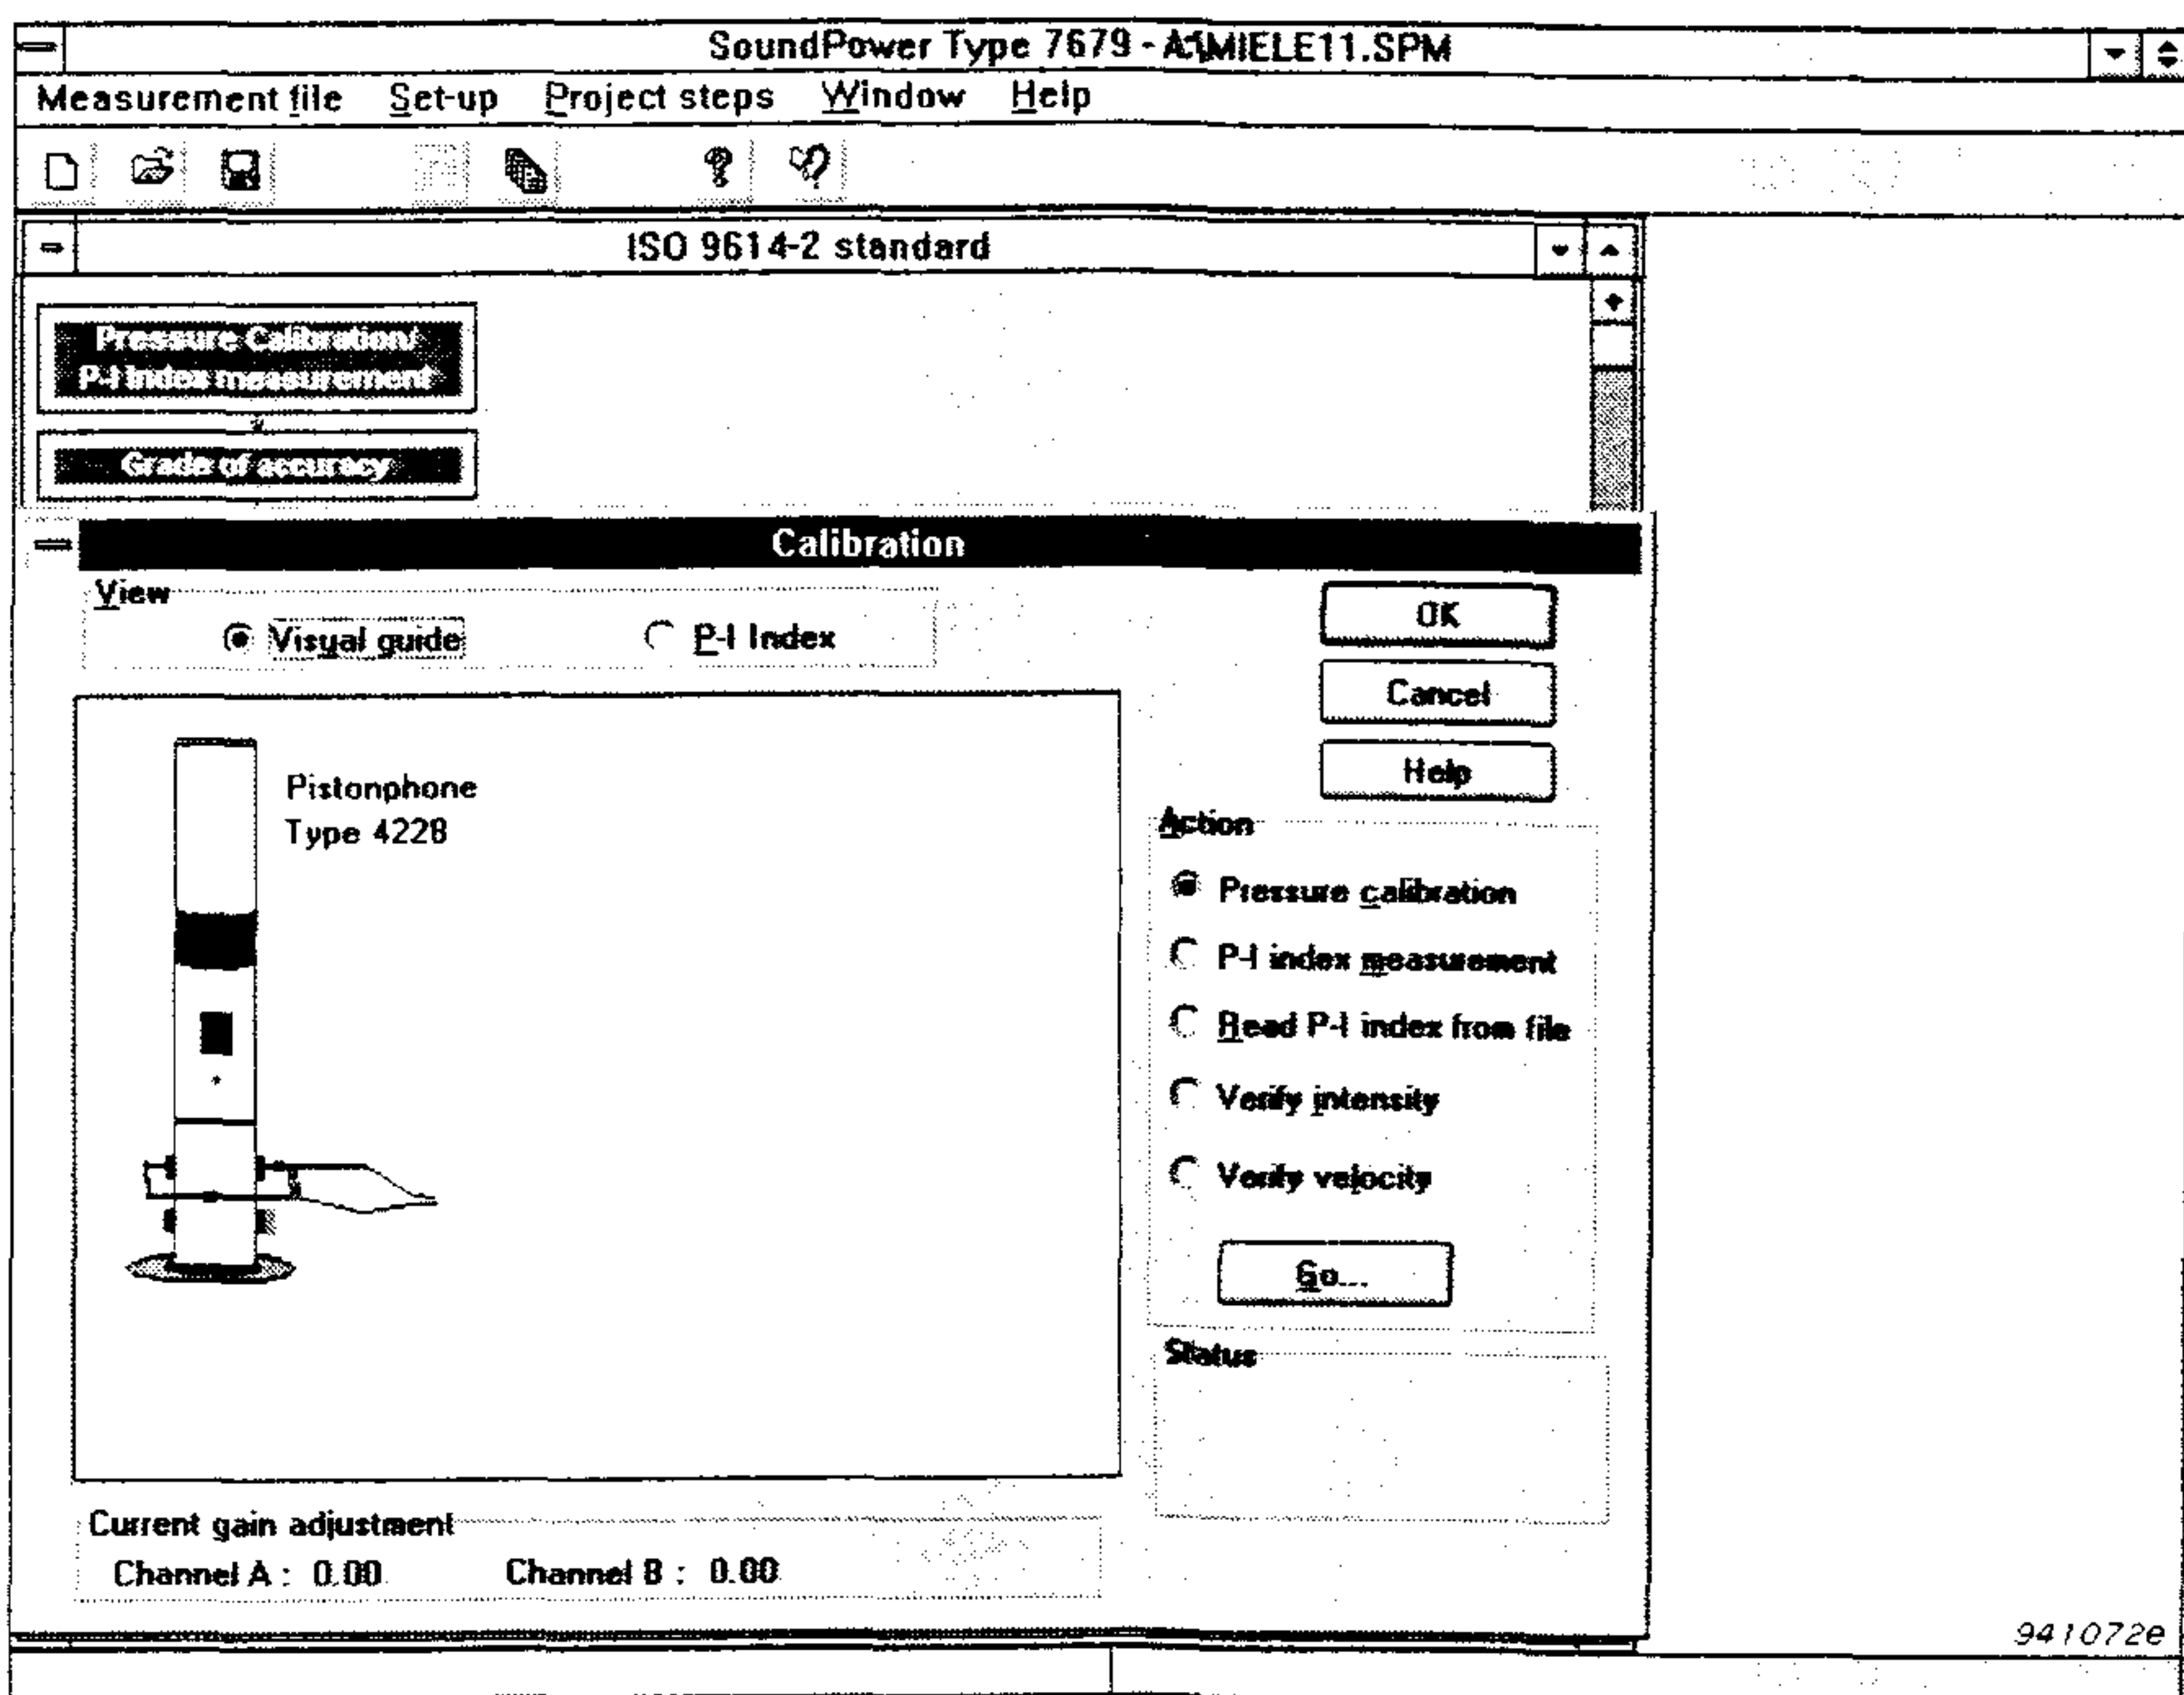 SoundPower Type 7679 - A:\MIELE11.SPM
Measurement file Set-up Project steps Window Help
ISO 9614-2 standard
Pressure Calibration/
P-I index measurement
Grade of accuracy
Calibration
View
Visual guide P-I Index
OK
Cancel
Help
Pistonphone
Type 4228
Action
Pressure calibration
P-I index measurement
Read P-I index from file
Verify intensity
Verify velocity
Go...
Status
Current gain adjustment
Channel A : 0.00 Channel B : 0.00
941072e